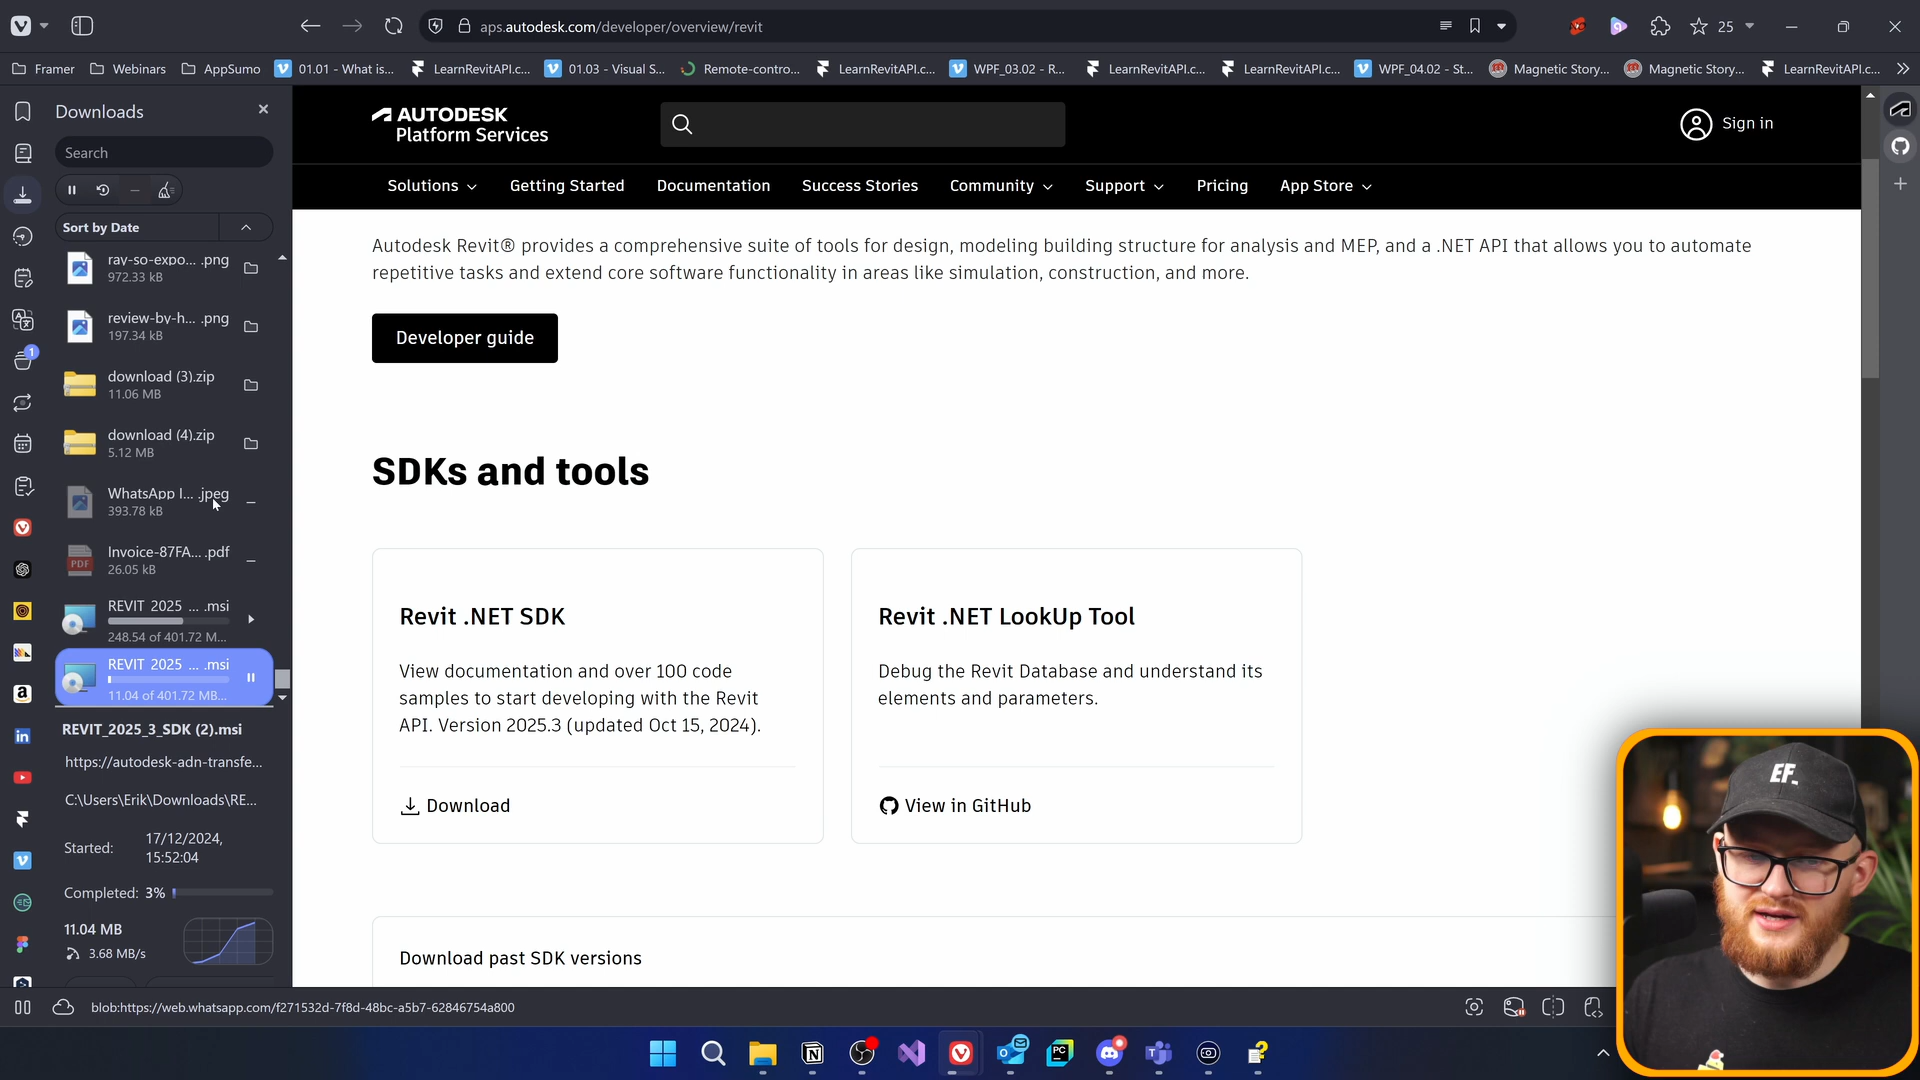 aps.autodesk.com/developer/overview/revit
25
Framer
Webinars
AppSumo
01.01 - What is...
LearnRevitAPI.c...
01.03 - Visual S...
Remote-contro...
LearnRevitAPI.c...
WPF_03.02 - R...
LearnRevitAPI.c...
LearnRevitAPI.c...
WPF_04.02 - St...
Magnetic Story,...
Magnetic Story,...
LearnRevitAPI.c...
Downloads
Search
Sort by Date
ray-so-expo... .png
972.33 kB
review-by-h... .png
197.34 kB
download (3).zip
11.06 MB
download (4).zip
5.12 MB
WhatsApp I... .jpeg
393.78 kB
PDF
Invoice-87FA... .pdf
26.05 kB
REVIT 2025 ... .msi
248.54 of 401.72 M...
REVIT 2025 ... .msi
11.04 of 401.72 MB...
REVIT_2025_3_SDK (2).msi
https://autodesk-adn-transfe...
C:\Users\Erik\Downloads\RE...
Started:
17/12/2024,
15:52:04
Completed: 3%
11.04 MB
3.68 MB/s
1
AUTODESK
Platform Services
Sign in
Solutions
Getting Started
Documentation
Success Stories
Community
Support
Pricing
App Store
Autodesk Revit® provides a comprehensive suite of tools for design, modeling building structure for analysis and MEP, and a .NET API that allows you to automate
repetitive tasks and extend core software functionality in areas like simulation, construction, and more.
Developer guide
SDKs and tools
Revit .NET SDK
View documentation and over 100 code
samples to start developing with the Revit
API. Version 2025.3 (updated Oct 15, 2024).
Download
Revit .NET LookUp Tool
Debug the Revit Database and understand its
elements and parameters.
View in GitHub
Download past SDK versions
EF_
blob:https://web.whatsapp.com/f271532d-7f8d-48bc-a5b7-62846754a800